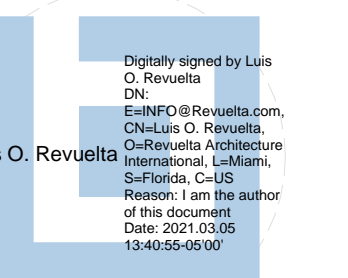 Digitally signed by Luis
O. Revuelta
DN:
E=INFO@Revuelta.com,
CN=Luis O. Revuelta,
s O. Revuelta
O=Revuelta Architecture
International, L=Miami,
S=Florida, C=US
Reason: I am the author
of this document
Date: 2021.03.05
13:40:55-05'00'